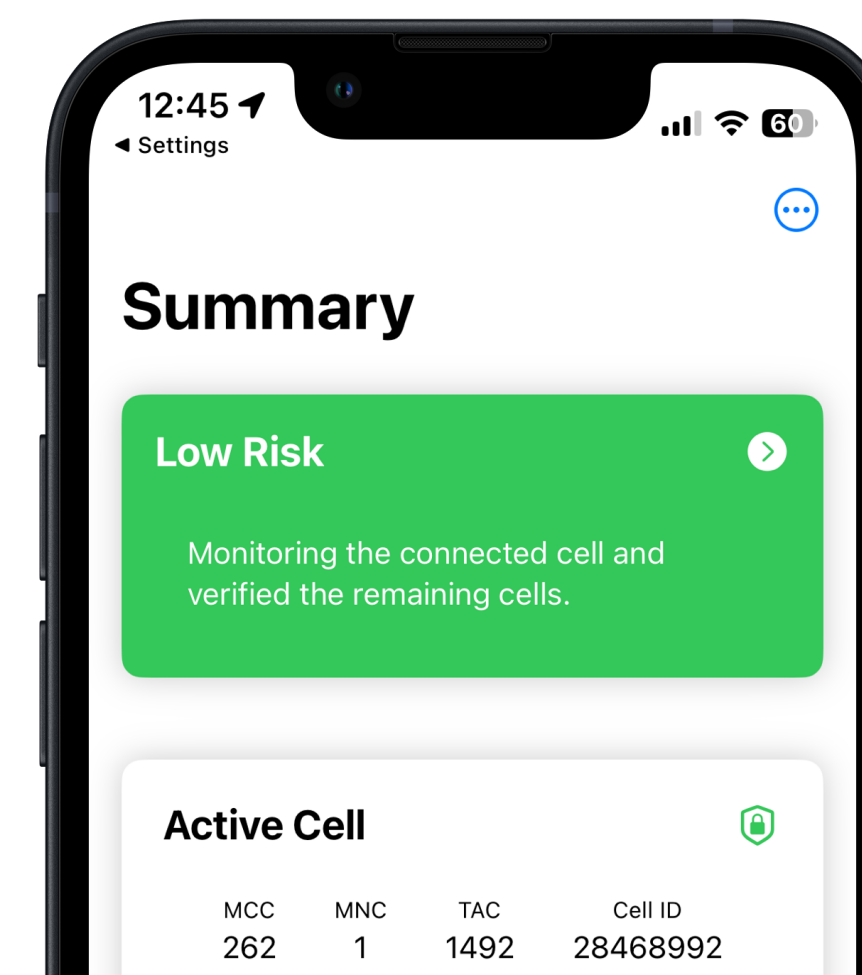 12:45
60
Settings
Summary
Low Risk
Monitoring the connected cell and
verified the remaining cells.
Active Cell
MCC MNC TAC Cell ID
262 1 1492 28468992